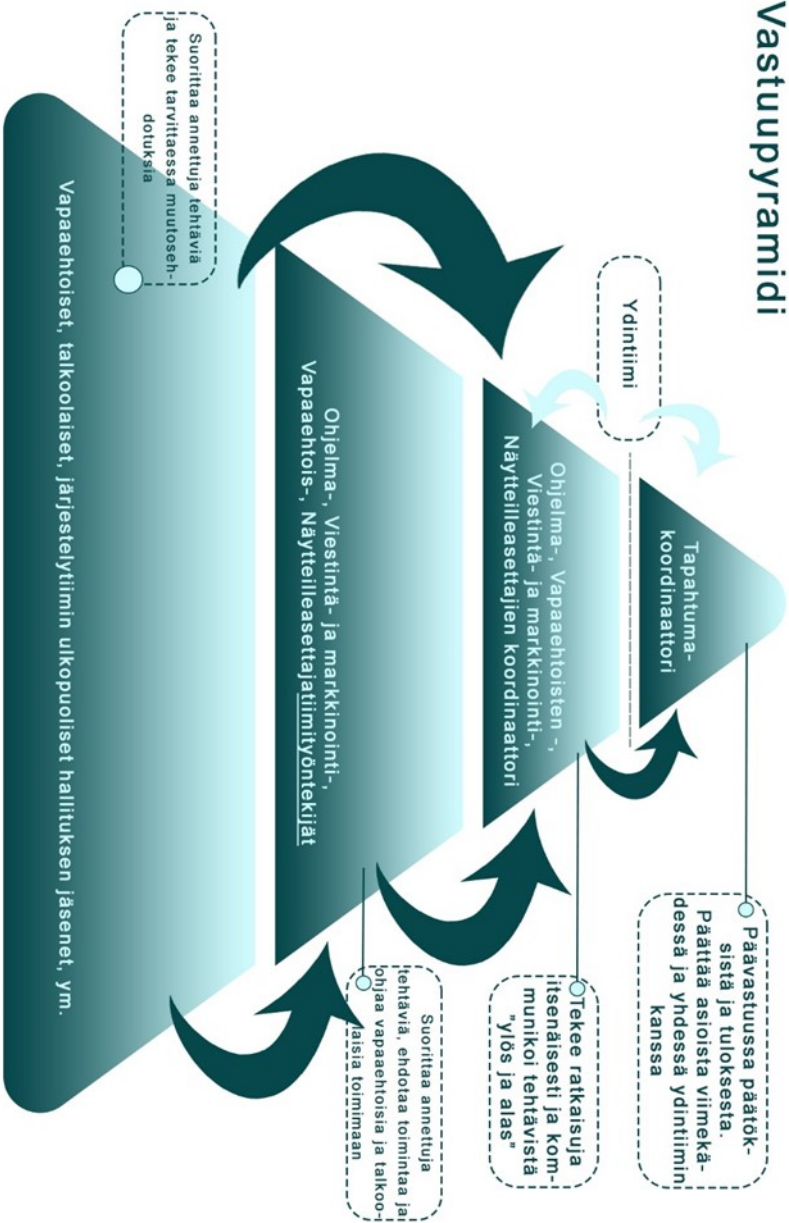 Vastuupyramidi
Ydintiimi
Tapahtuma-
koordinaattori
Päävastuussa päätök-
sistä ja tuloksesta.
Päättää asioista viimekä-
dessä ja yhdessä ydintiimin
kanssa
Ohjelma-, Vapaaehtoisten -,
Viestintä- ja markkinointi-,
Näytteilleasettajien koordinaattori
Tekee ratkaisuja
itsenäisesti ja kom-
munikoi tehtävistä
"ylös ja alas"
Ohjelma-, Viestintä- ja markkinointi-,
Vapaaehtois-, Näytteilleasettajatiimityöntekijät
Suorittaa annettuja
tehtäviä, ehdotaa toimintaa ja
ohjaa vapaaehtoisia ja talkoo-
laisia toimimaan
Suorittaa annettuja tehtäviä
ja tekee tarvittaessa muutoseh-
dotuksia
Vapaaehtoiset, talkoolaiset, järjestelytiimin ulkopuoliset hallituksen jäsenet, ym.